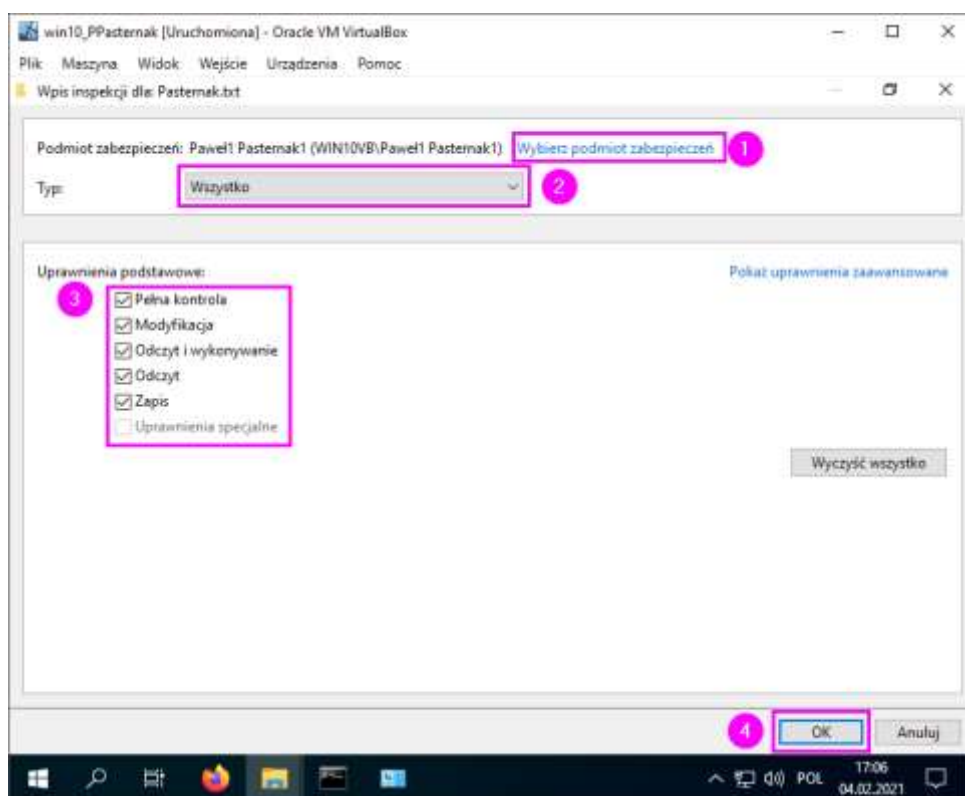 win10_PPasternak [Uruchomiona] - Oracle VM VirtualBox
Plik Maszyna Widok Wejście Urządzenia Pomoc
Wpis inspekcji dla: Pasternak.txt
Podmiot zabezpieczeń: Paweł1 Pasternak1 (WIN10VB\Paweł1 Pasternak1) Wybierz podmiot zabezpieczeń 1
Typ: Wszystko 2
Uprawnienia podstawowe: Pokaż uprawnienia zaawansowane
3 Pełna kontrola
Modyfikacja
Odczyt i wykonywanie
Odczyt
Zapis
Uprawnienia specjalne
Wyczyść wszystko
4 OK Anuluj
POL 17:06
04.02.2021